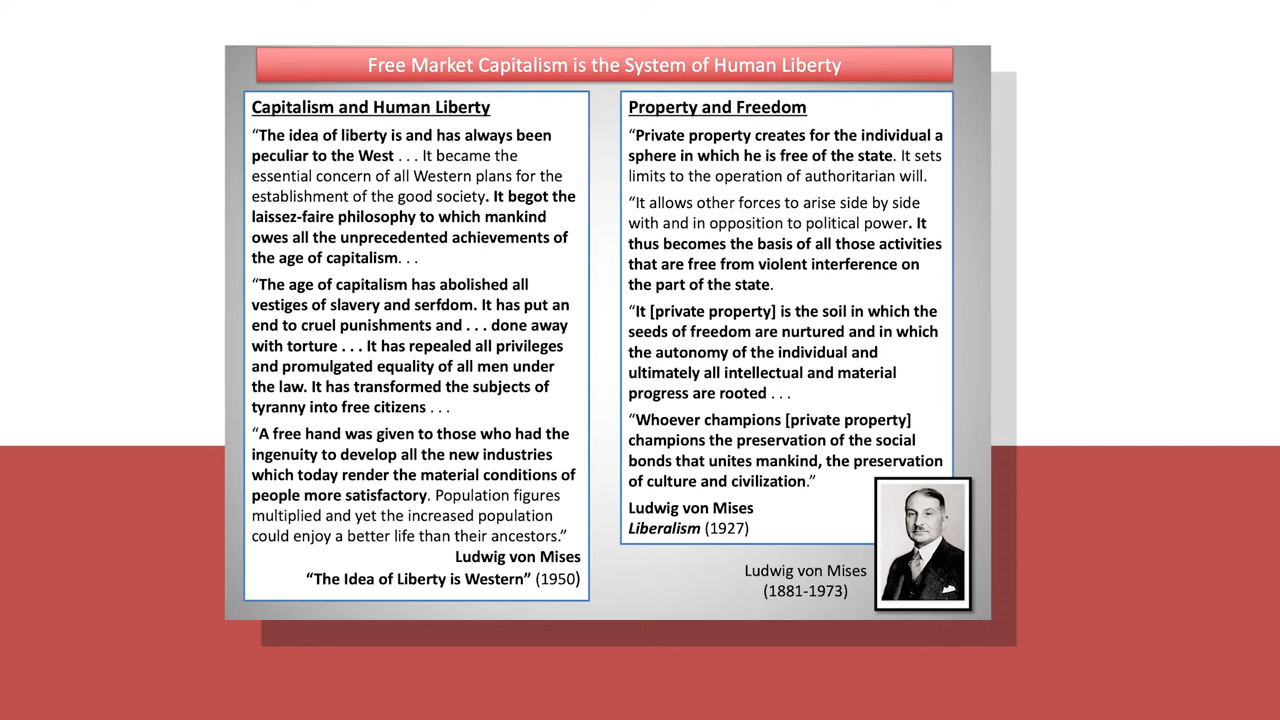 Free Market Capitalism is the System of Human Liberty
Capitalism and Human Liberty
“The idea of liberty is and has always been
peculiar to the West . . . It became the
essential concern of all Western plans for the
establishment of the good society. It begot the
laissez-faire philosophy to which mankind
owes all the unprecedented achievements of
the age of capitalism. . .
“The age of capitalism has abolished all
vestiges of slavery and serfdom. It has put an
end to cruel punishments and . . . done away
with torture . . . It has repealed all privileges
and promulgated equality of all men under
the law. It has transformed the subjects of
tyranny into free citizens . . .
“A free hand was given to those who had the
ingenuity to develop all the new industries
which today render the material conditions of
people more satisfactory. Population figures
multiplied and yet the increased population
could enjoy a better life than their ancestors.”
Ludwig von Mises
“The Idea of Liberty is Western” (1950)
Property and Freedom
“Private property creates for the individual a
sphere in which he is free of the state. It sets
limits to the operation of authoritarian will.
“It allows other forces to arise side by side
with and in opposition to political power. It
thus becomes the basis of all those activities
that are free from violent interference on
the part of the state.
“It [private property] is the soil in which the
seeds of freedom are nurtured and in which
the autonomy of the individual and
ultimately all intellectual and material
progress are rooted . . .
“Whoever champions [private property]
champions the preservation of the social
bonds that unites mankind, the preservation
of culture and civilization.”
Ludwig von Mises
Liberalism (1927)
Ludwig von Mises
(1881-1973)